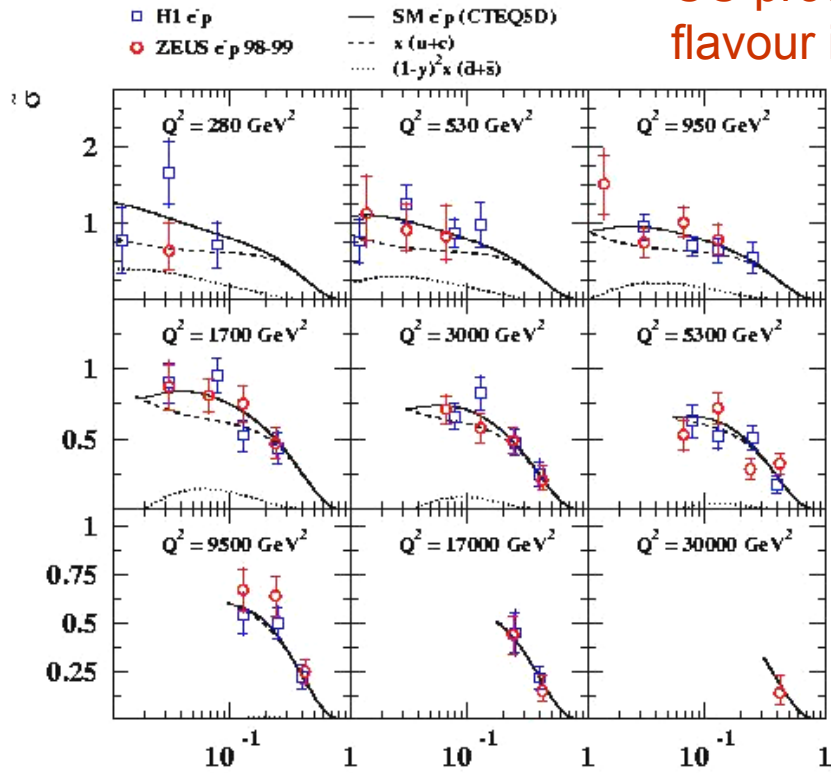 H1 e⁻p
SM e⁻p (CTEQ5D)
ZEUS e⁻p 98-99
x (u+c)
(1-y)²x (d̄+s̄)
flavour
σ̃
Q² = 280 GeV²
Q² = 530 GeV²
Q² = 950 GeV²
2
1
Q² = 1700 GeV²
Q² = 3000 GeV²
Q² = 5300 GeV²
1
0.5
Q² = 9500 GeV²
Q² = 17000 GeV²
Q² = 30000 GeV²
1
0.75
0.5
0.25
10⁻¹ 1 10⁻¹ 1 10⁻¹ 1